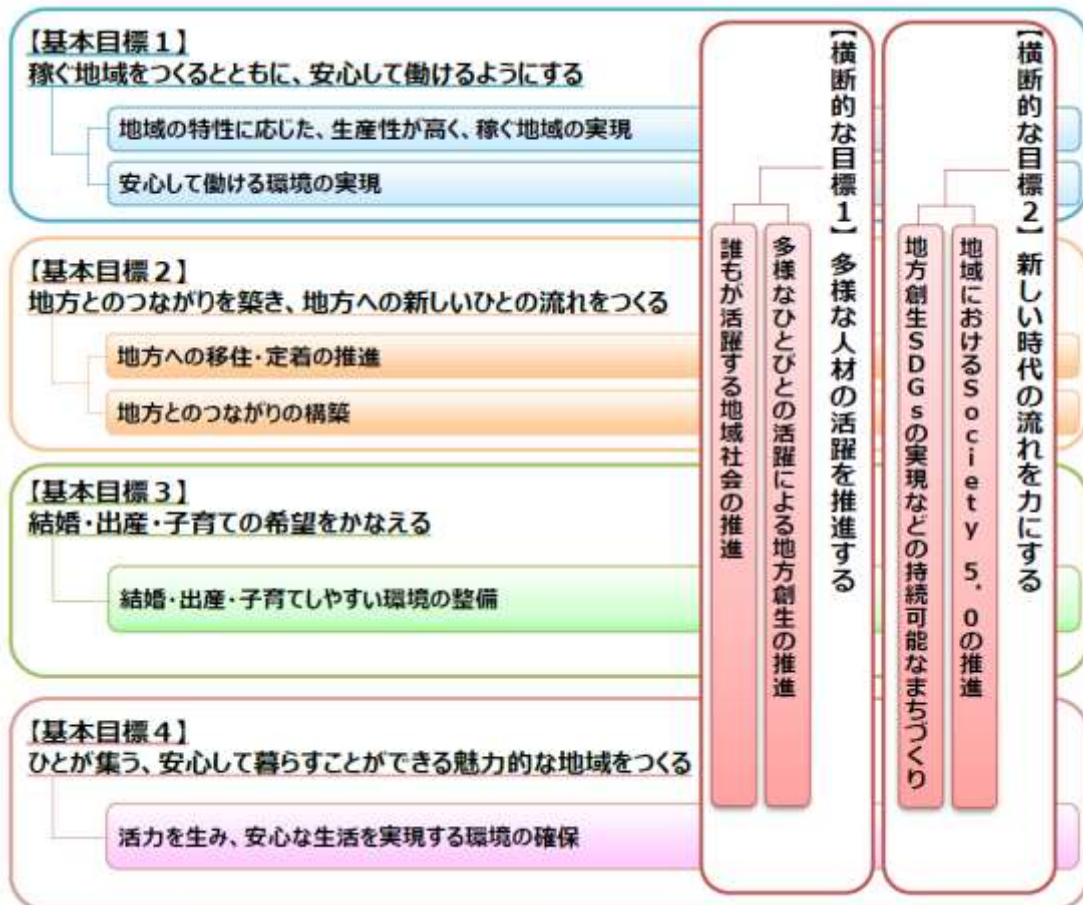 【基本目標１】
稼ぐ地域をつくるとともに、安心して働けるようにする
地域の特性に応じた、生産性が高く、稼ぐ地域の実現
安心して働ける環境の実現
【基本目標２】
地方とのつながりを築き、地方への新しいひとの流れをつくる
地方への移住・定着の推進
地方とのつながりの構築
【基本目標３】
結婚・出産・子育ての希望をかなえる
結婚・出産・子育てしやすい環境の整備
【基本目標４】
ひとが集う、安心して暮らすことができる魅力的な地域をつくる
活力を生み、安心な生活を実現する環境の確保
【横断的な目標１】多様な人材の活躍を推進する
多様なひとびとの活躍による地方創生の推進
誰もが活躍する地域社会の推進
【横断的な目標２】新しい時代の流れを力にする
地域におけるSociety 5.0の推進
地方創生SDGsの実現などの持続可能なまちづくり